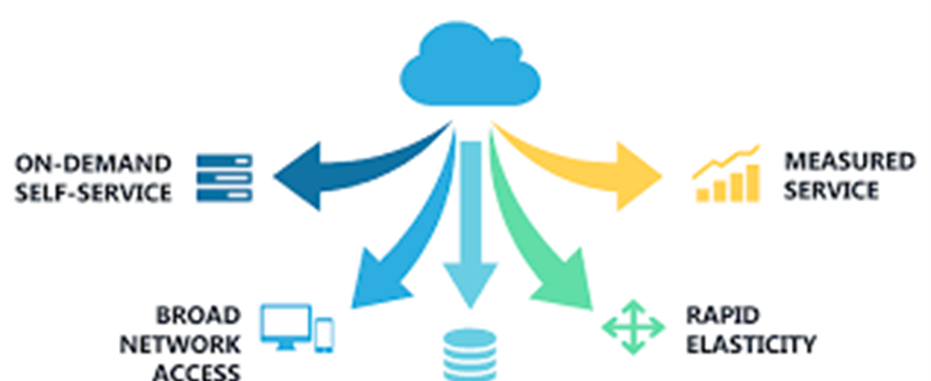 ON-DEMAND
SELF-SERVICE
MEASURED
SERVICE
BROAD
NETWORK
ACCESS
RAPID
ELASTICITY